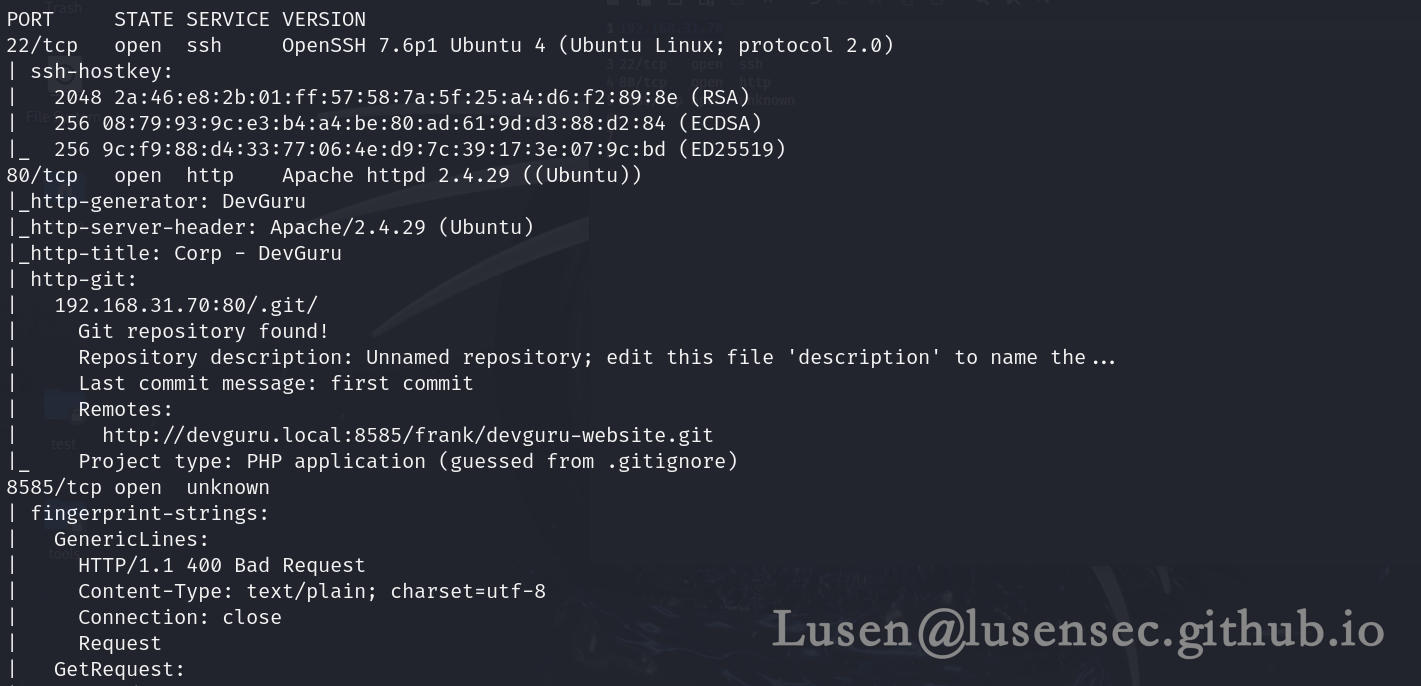 PORT     STATE SERVICE VERSION
22/tcp   open  ssh     OpenSSH 7.6p1 Ubuntu 4 (Ubuntu Linux; protocol 2.0)
| ssh-hostkey:
|   2048 2a:46:e8:2b:01:ff:57:58:7a:5f:25:a4:d6:f2:89:8e (RSA)
|   256 08:79:93:9c:e3:b4:a4:be:80:ad:61:9d:d3:88:d2:84 (ECDSA)
|_  256 9c:f9:88:d4:33:77:06:4e:d9:7c:39:17:3e:07:9c:bd (ED25519)
80/tcp   open  http    Apache httpd 2.4.29 ((Ubuntu))
|_http-generator: DevGuru
|_http-server-header: Apache/2.4.29 (Ubuntu)
|_http-title: Corp - DevGuru
| http-git:
|   192.168.31.70:80/.git/
|     Git repository found!
|     Repository description: Unnamed repository; edit this file 'description' to name the...
|     Last commit message: first commit
|     Remotes:
|       http://devguru.local:8585/frank/devguru-website.git
|_    Project type: PHP application (guessed from .gitignore)
8585/tcp open  unknown
| fingerprint-strings:
|   GenericLines:
|     HTTP/1.1 400 Bad Request
|     Content-Type: text/plain; charset=utf-8
|     Connection: close
|     Request
|   GetRequest:
Lusen@lusensec.github.io
Trash
test
tools
3 22/tcp   open  ssh